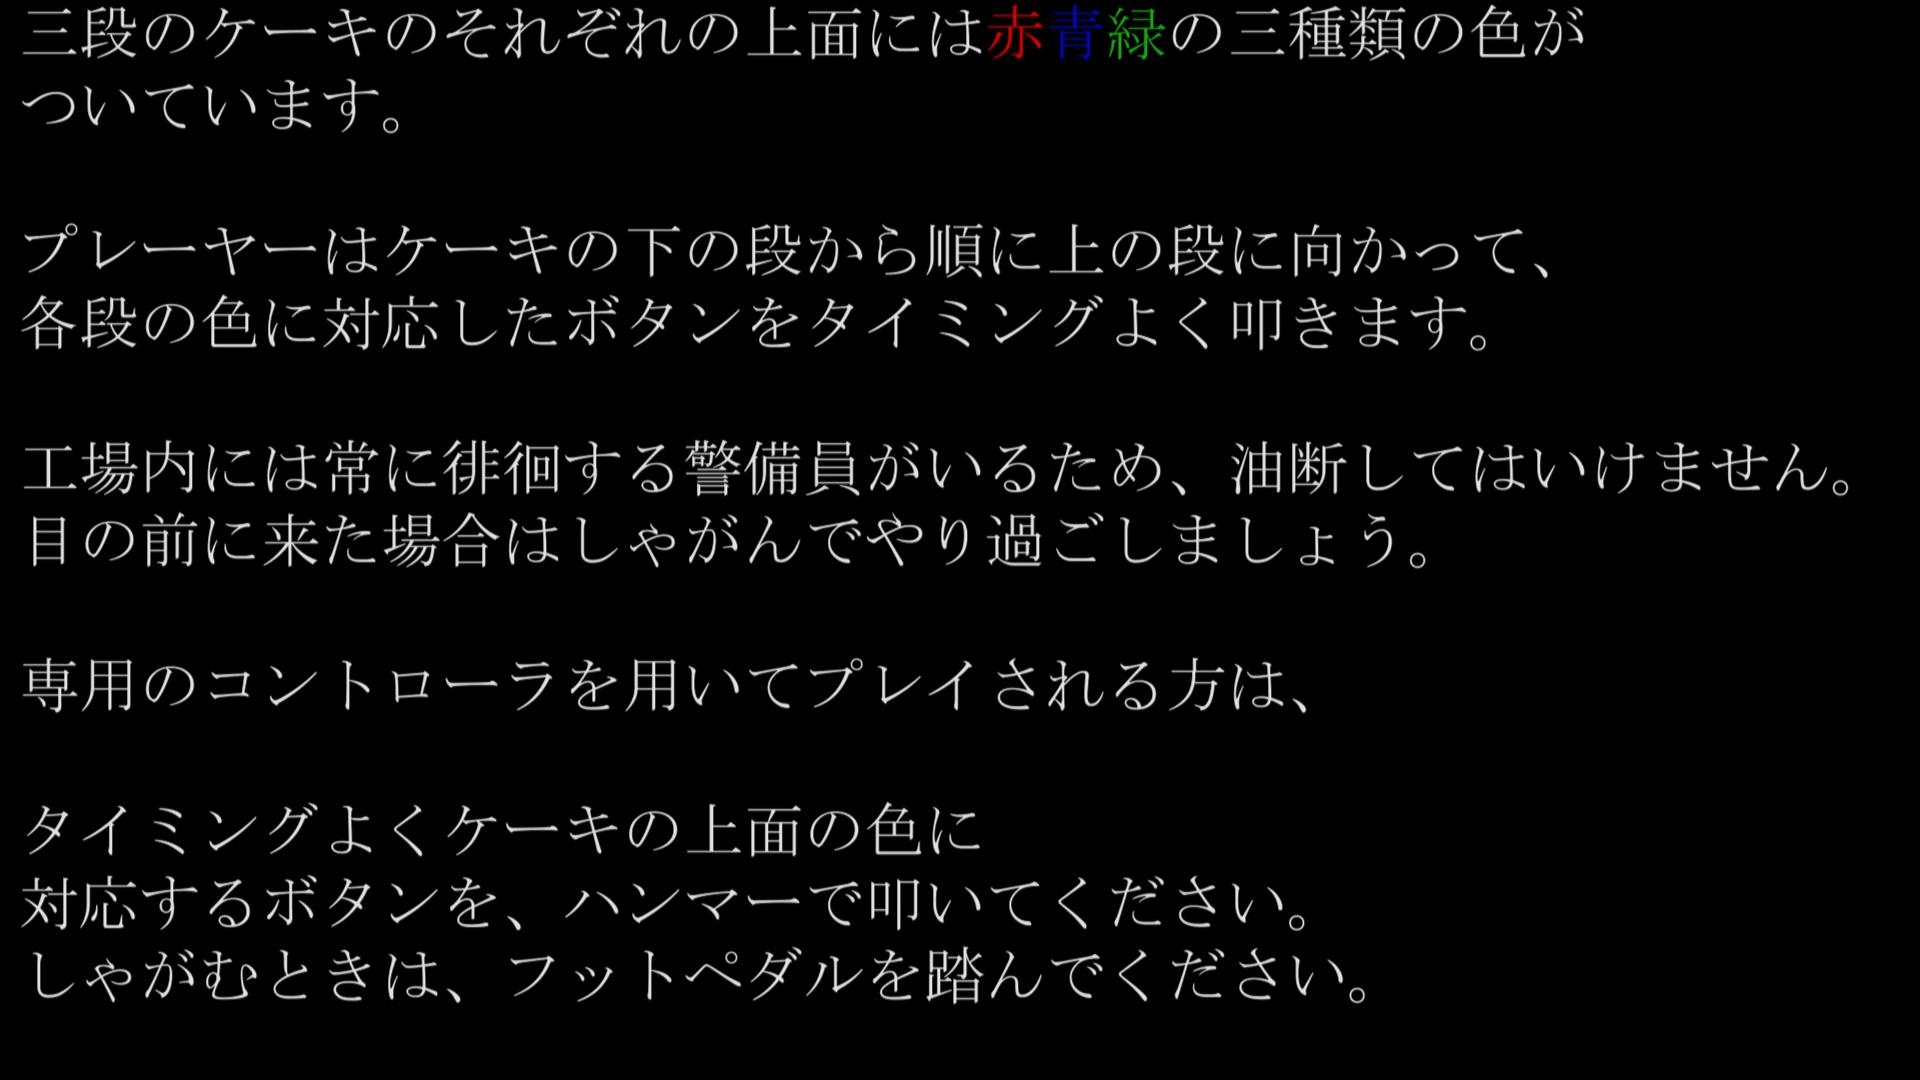 三段のケーキのそれぞれの上面には赤青緑の三種類の色が
ついています。
プレーヤーはケーキの下の段から順に上の段に向かって、
各段の色に対応したボタンをタイミングよく叩きます。
工場内には常に徘徊する警備員がいるため、油断してはいけません。
目の前に来た場合はしゃがんでやり過ごしましょう。
専用のコントローラを用いてプレイされる方は、
タイミングよくケーキの上面の色に
対応するボタンを、ハンマーで叩いてください。
しゃがむときは、フットペダルを踏んでください。